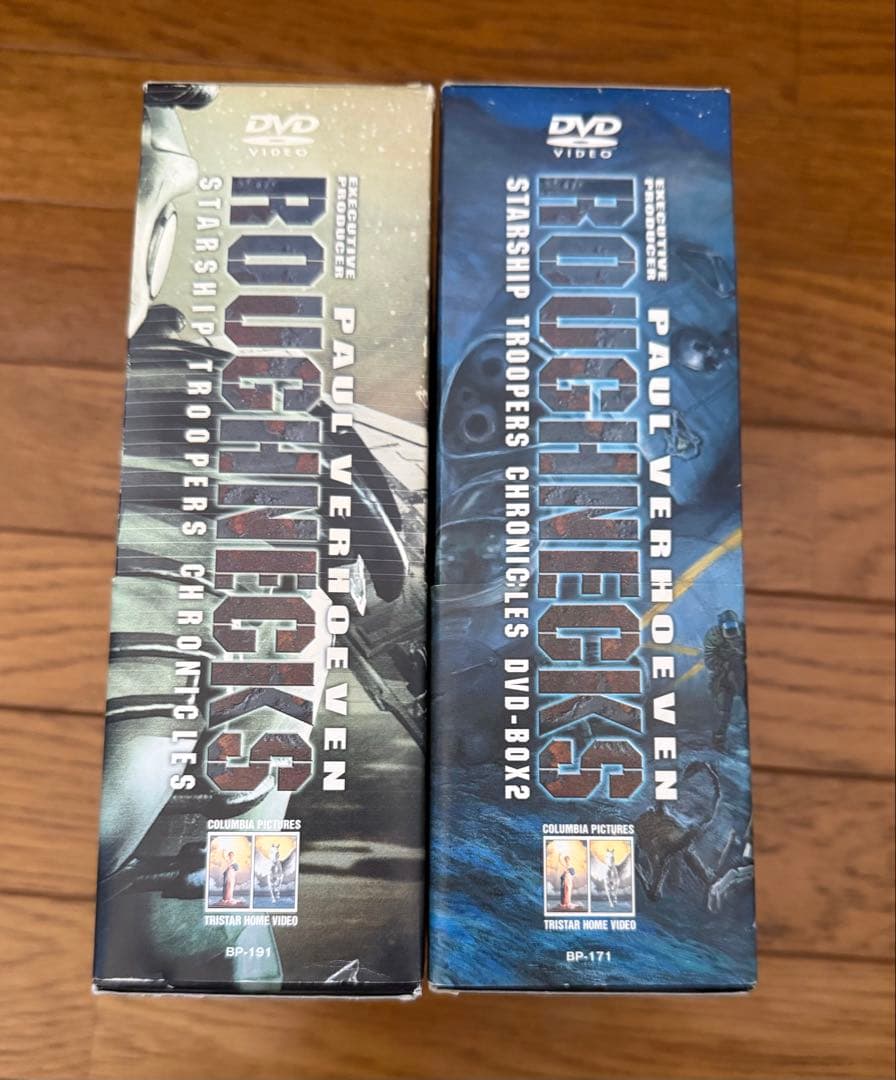 DVD
VIDEO
EXECUTIVE
PRODUCER
PAUL VERHOEVEN
ROUGHNECKS
STARSHIP TROOPERS CHRONICLES
COLUMBIA PICTURES
TRISTAR HOME VIDEO
BP-191
DVD
VIDEO
EXECUTIVE
PRODUCER
PAUL VERHOEVEN
ROUGHNECKS
STARSHIP TROOPERS CHRONICLES DVD-BOX2
COLUMBIA PICTURES
TRISTAR HOME VIDEO
BP-171